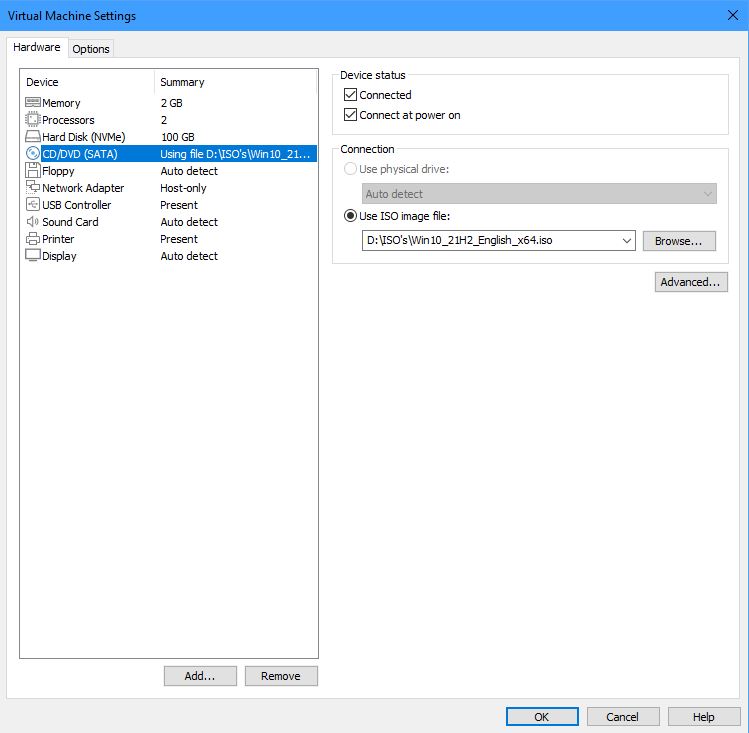 Virtual Machine Settings
Hardware Options
Device Summary
Memory 2 GB
Processors 2
Hard Disk (NVMe) 100 GB
CD/DVD (SATA) Using file D:\ISO's\Win10_21...
Floppy Auto detect
Network Adapter Host-only
USB Controller Present
Sound Card Auto detect
Printer Present
Display Auto detect
Add... Remove
Device status
Connected
Connect at power on
Connection
Use physical drive:
Auto detect
Use ISO image file:
D:\ISO's\Win10_21H2_English_x64.iso Browse...
Advanced...
OK Cancel Help